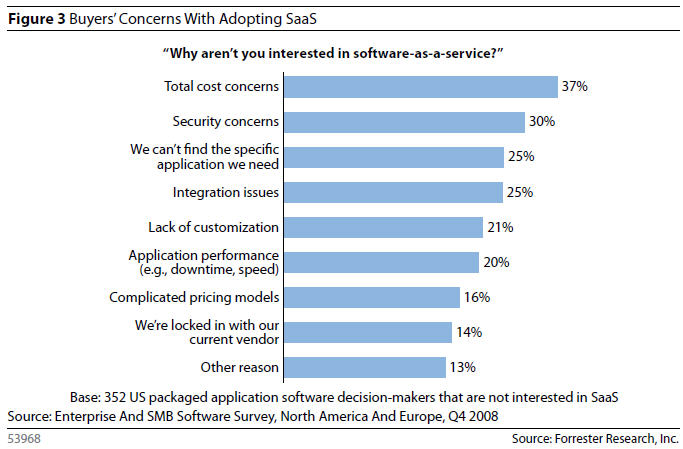 Figure 3 Buyers’ Concerns With Adopting SaaS
“Why aren’t you interested in software-as-a-service?”
Total cost concerns 37%
Security concerns 30%
We can’t find the specific
application we need 25%
Integration issues 25%
Lack of customization 21%
Application performance
(e.g., downtime, speed) 20%
Complicated pricing models 16%
We’re locked in with our
current vendor 14%
Other reason 13%
Base: 352 US packaged application software decision-makers that are not interested in SaaS
Source: Enterprise And SMB Software Survey, North America And Europe, Q4 2008
53968 Source: Forrester Research, Inc.